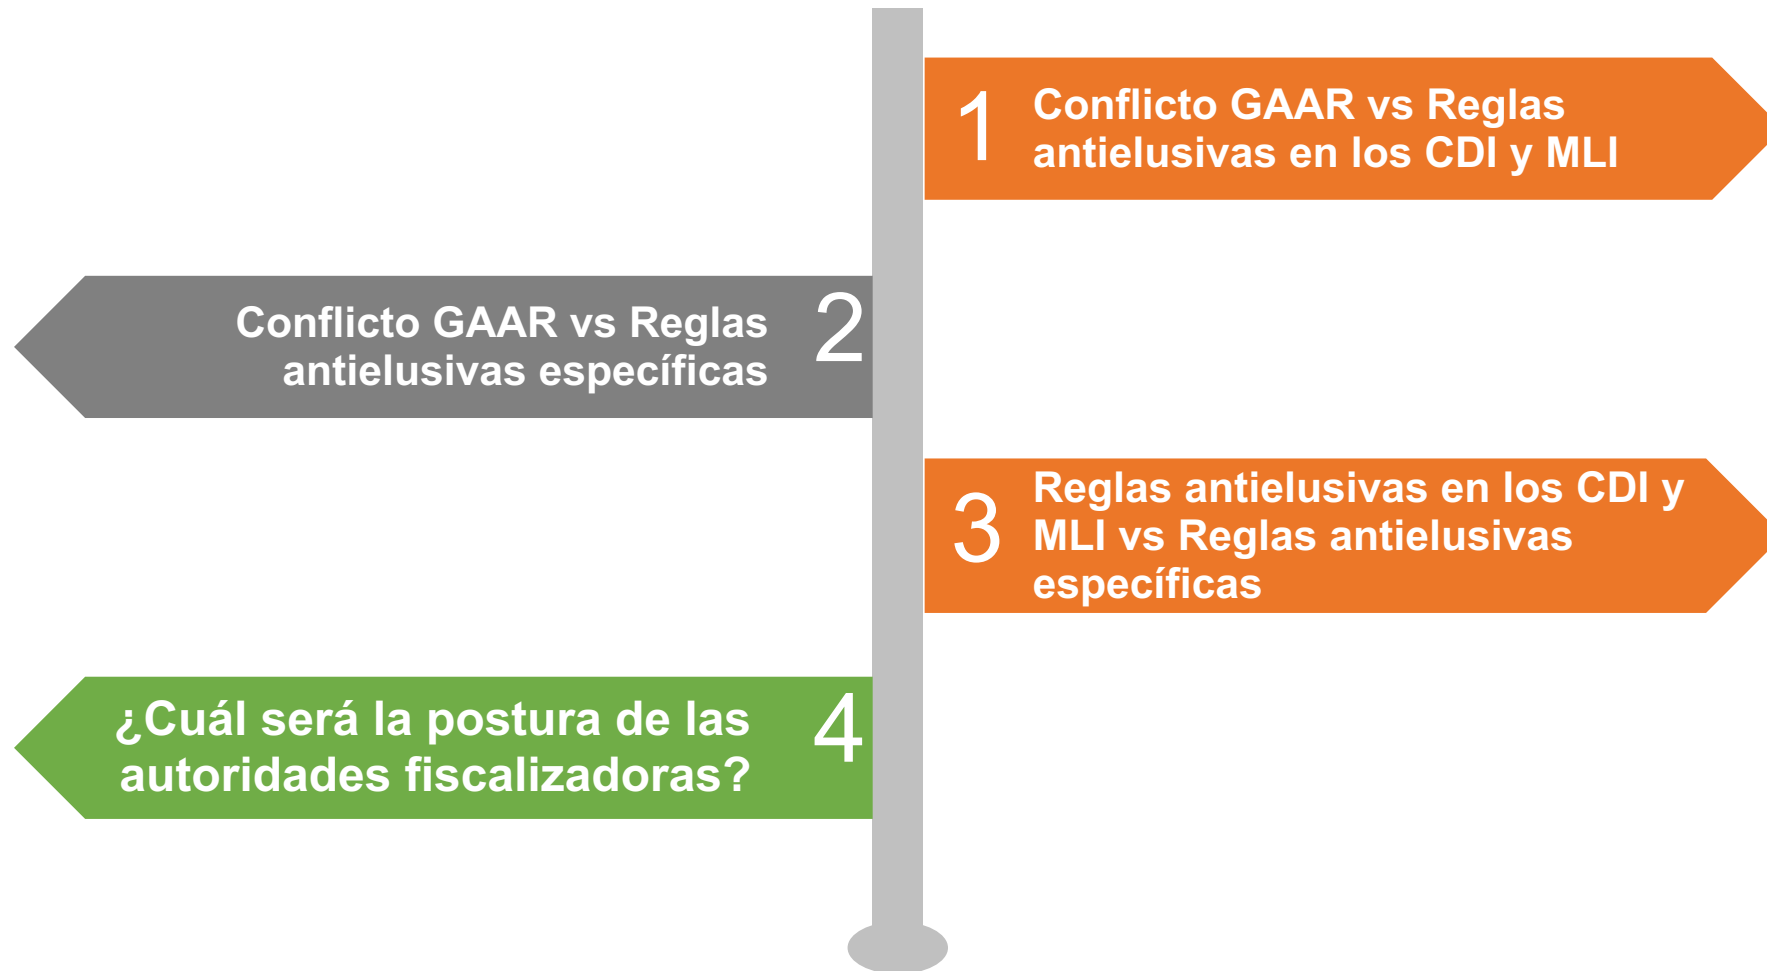 1
Conflicto GAAR vs Reglas
antielusivas en los CDI y MLI
Conflicto GAAR vs Reglas
antielusivas específicas
2
3
Reglas antielusivas en los CDI y
MLI vs Reglas antielusivas
específicas
¿Cuál será la postura de las
autoridades fiscalizadoras?
4